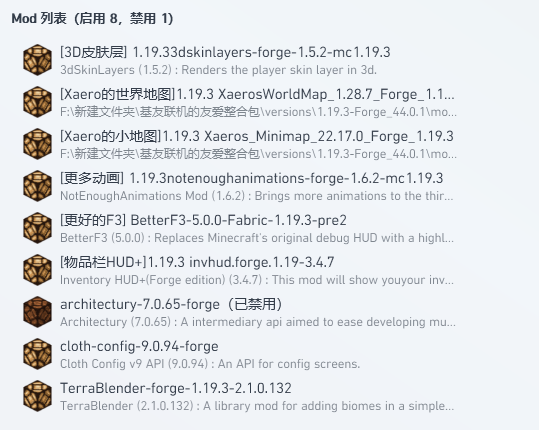 Mod 列表（启用 8，禁用 1）
[3D皮肤层] 1.19.33dskinlayers-forge-1.5.2-mc1.19.3
3dSkinLayers (1.5.2) : Renders the player skin layer in 3d.
[Xaero的世界地图]1.19.3 XaerosWorldMap_1.28.7_Forge_1.1...
F:\新建文件夹\基友联机的友爱整合包\versions\1.19.3-Forge_44.0.1\mo...
[Xaero的小地图]1.19.3 Xaeros_Minimap_22.17.0_Forge_1.19.3
F:\新建文件夹\基友联机的友爱整合包\versions\1.19.3-Forge_44.0.1\mo...
[更多动画] 1.19.3notenoughanimations-forge-1.6.2-mc1.19.3
NotEnoughAnimations Mod (1.6.2) : Brings more animations to the thir...
[更好的F3] BetterF3-5.0.0-Fabric-1.19.3-pre2
BetterF3 (5.0.0) : Replaces Minecraft's original debug HUD with a highl...
[物品栏HUD+]1.19.3 invhud.forge.1.19-3.4.7
Inventory HUD+(Forge edition) (3.4.7) : This mod will show youyour inv...
architectury-7.0.65-forge（已禁用）
Architectury (7.0.65) : A intermediary api aimed to ease developing mu...
cloth-config-9.0.94-forge
Cloth Config v9 API (9.0.94) : An API for config screens.
TerraBlender-forge-1.19.3-2.1.0.132
TerraBlender (2.1.0.132) : A library mod for adding biomes in a simple...